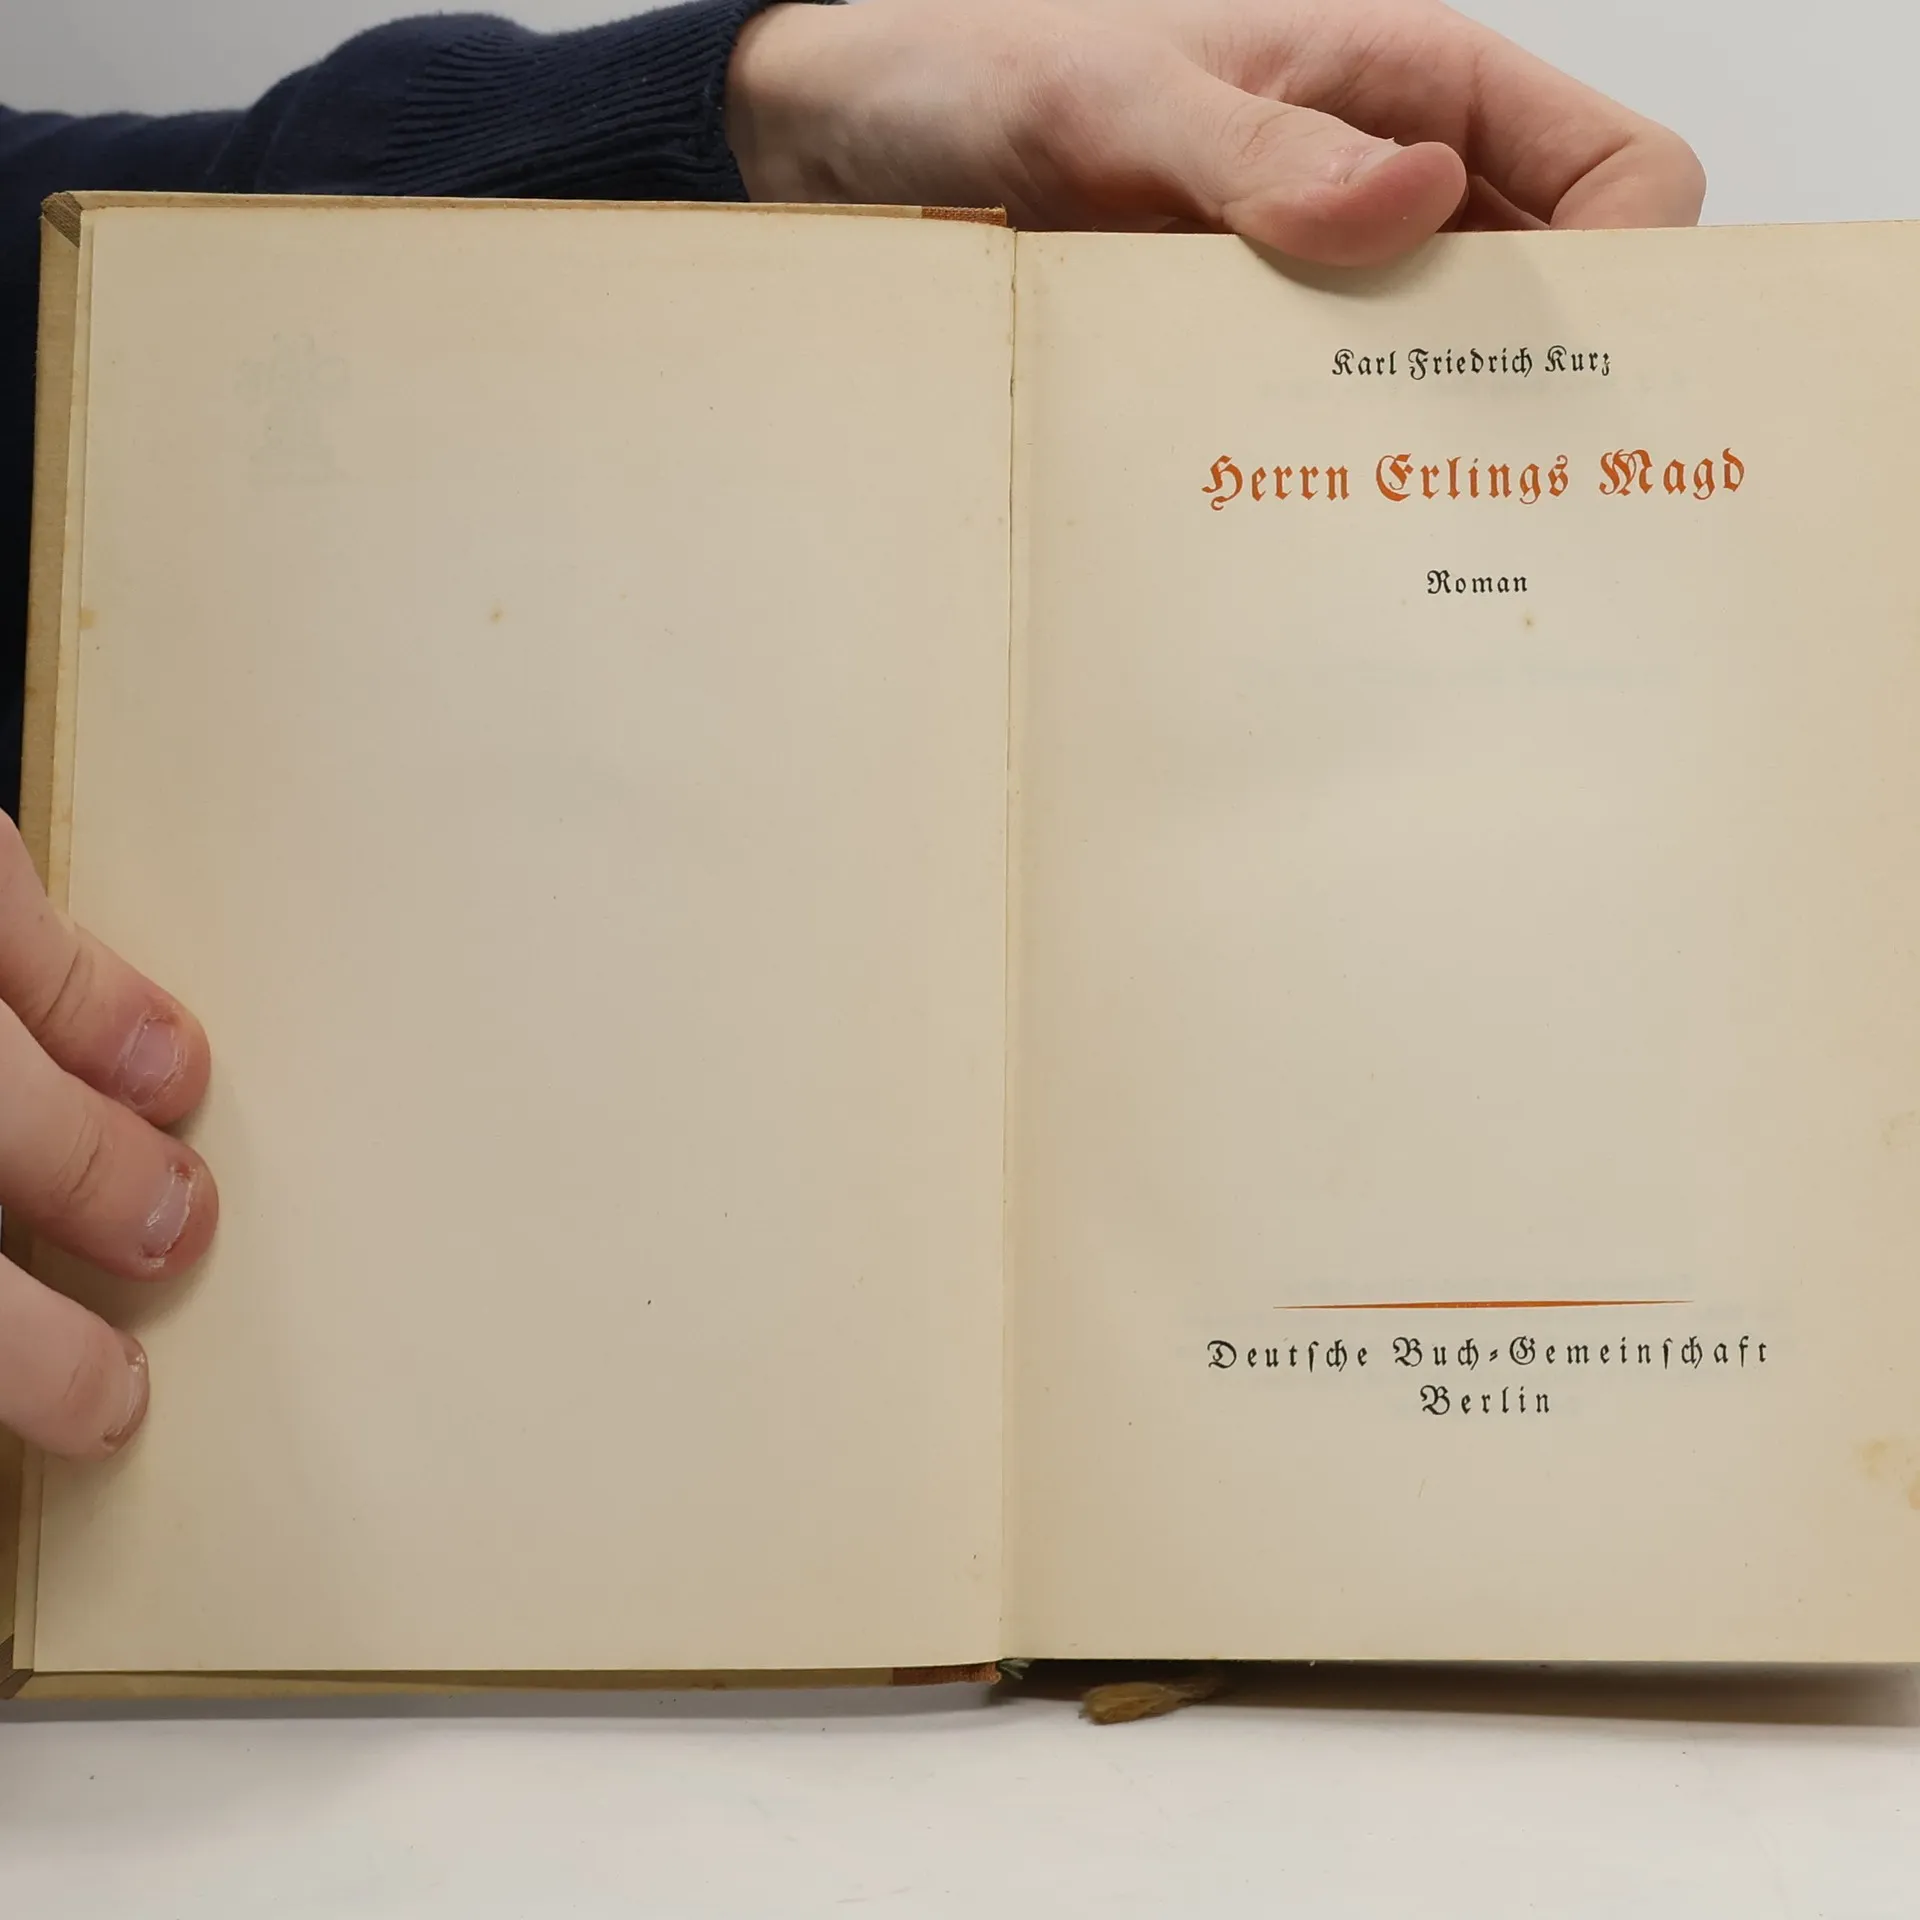 Karl Friedrich Kurz
Herrn Erlings Magd
Roman
Deutſche Buch-Gemeinſchaft
Berlin